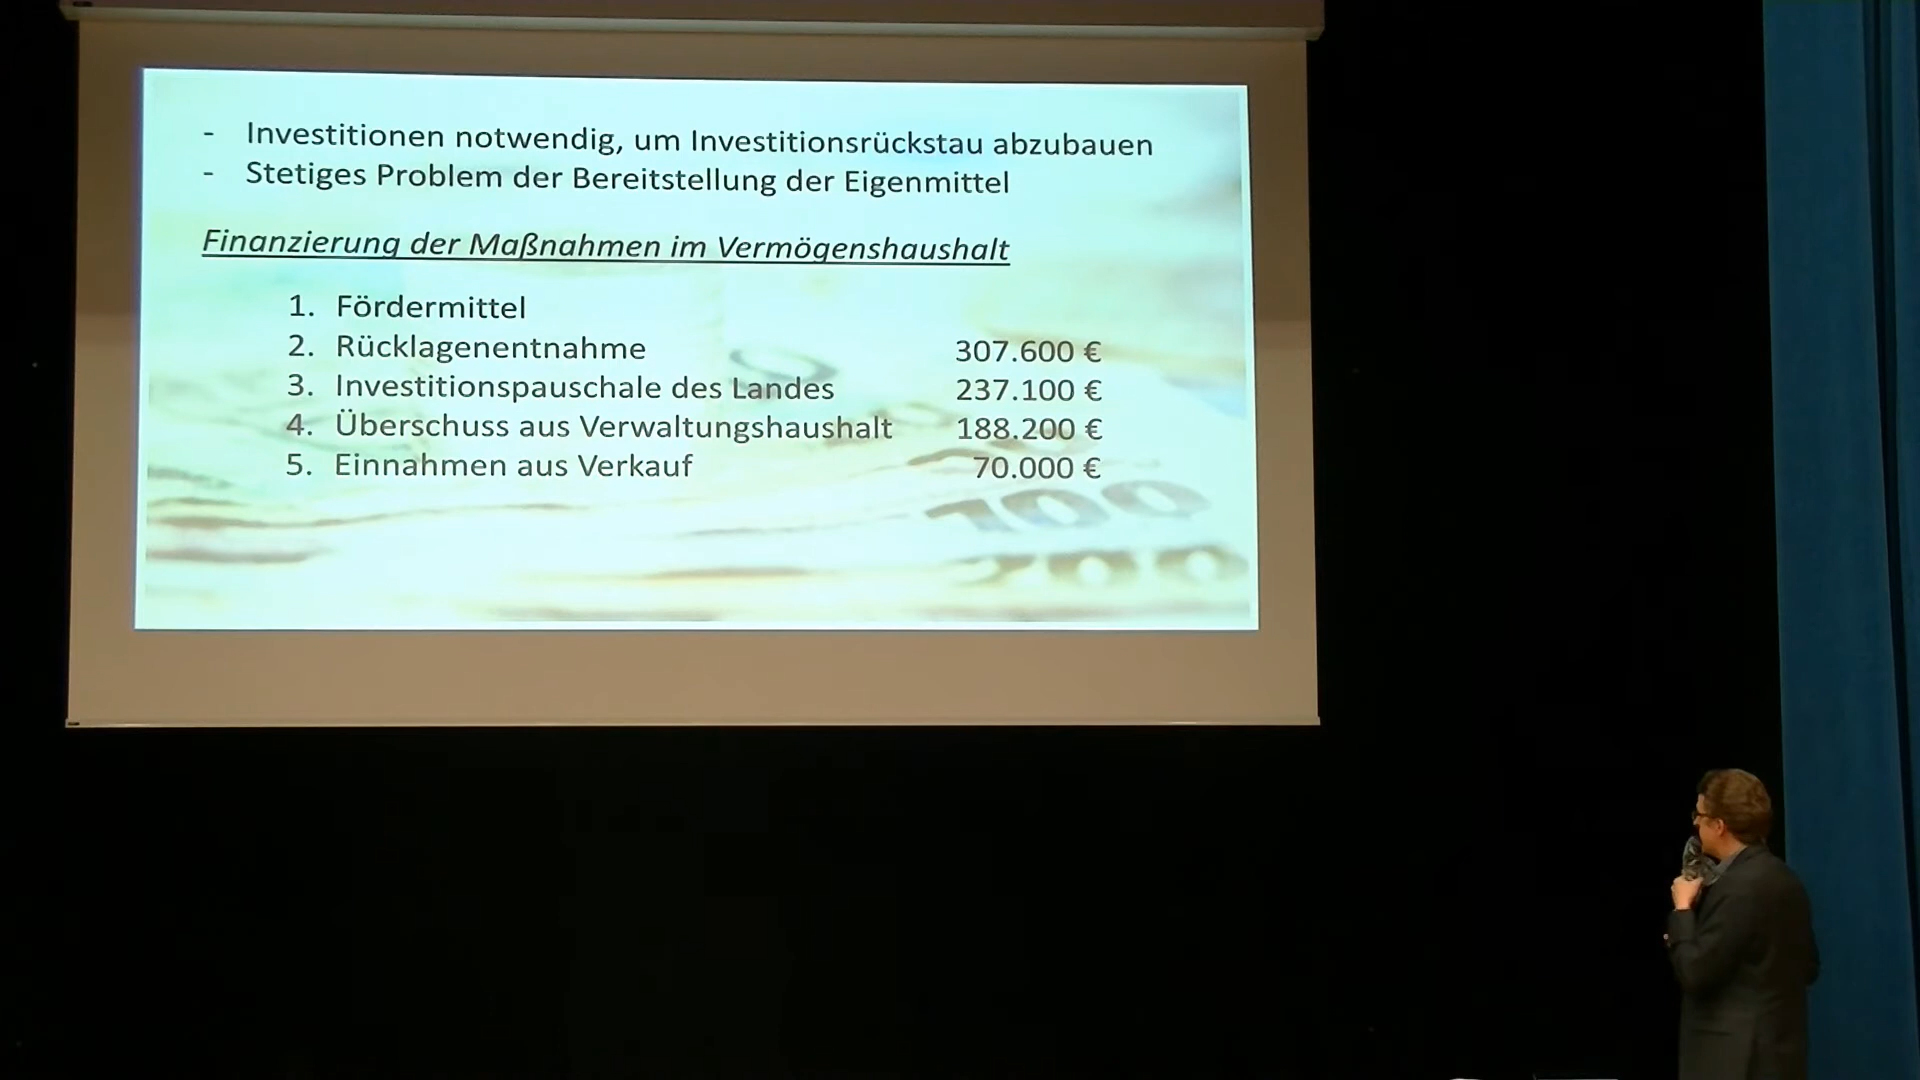 - Investitionen notwendig, um Investitionsrückstau abzubauen
- Stetiges Problem der Bereitstellung der Eigenmittel
Finanzierung der Maßnahmen im Vermögenshaushalt
1. Fördermittel
2. Rücklagenentnahme 307.600 €
3. Investitionspauschale des Landes 237.100 €
4. Überschuss aus Verwaltungshaushalt 188.200 €
5. Einnahmen aus Verkauf 70.000 €
100
200